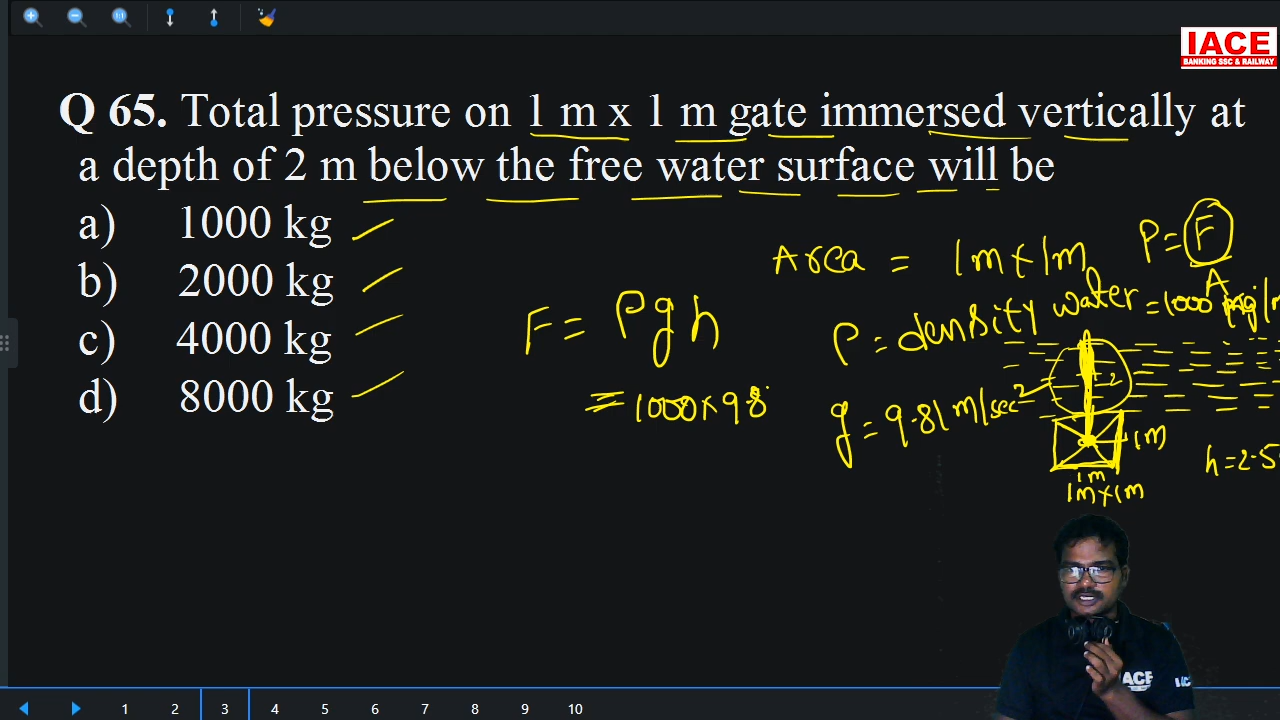 IACE
BANKING SSC & RAILWAY
Q 65. Total pressure on 1 m x 1 m gate immersed vertically at
a depth of 2 m below the free water surface will be
a) 1000 kg
b) 2000 kg
c) 4000 kg
d) 8000 kg
Area = 1m x 1m
P = F
A
F = ρgh
= 1000 x 98
ρ = density water = 1000
g = 9.81 m/sec²
2
1m
1m
1m x 1m
h = 2.5
IACE
1 2 3 4 5 6 7 8 9 10